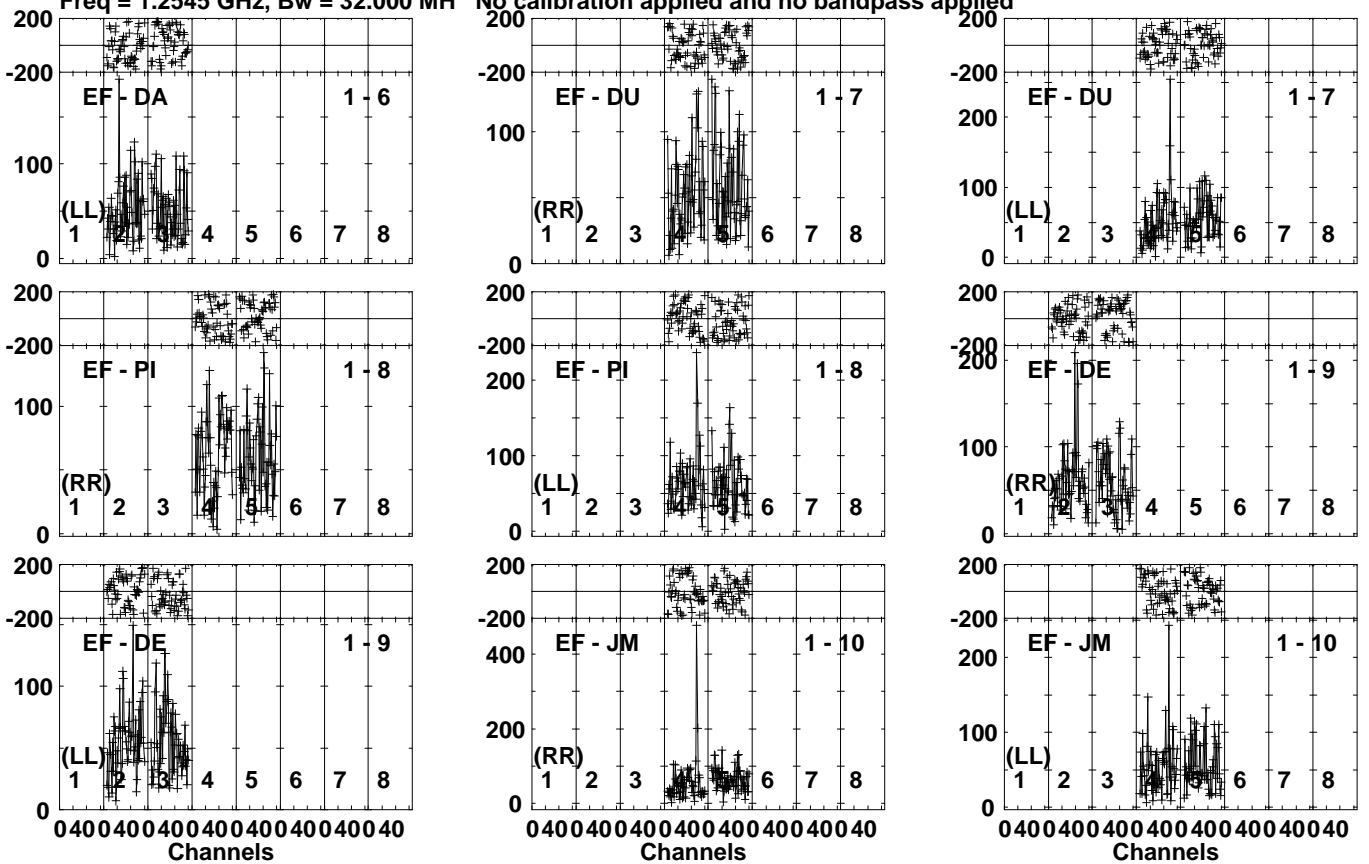 Freq = 1.2545 GHz, Bw = 32.000 MH No calibration applied and no bandpass applied
200
-200
EF - DA 1 - 6
100
0
(LL)
1 2 3 4 5 6 7 8
200
-200
EF - DU 1 - 7
100
0
(RR)
1 2 3 4 5 6 7 8
200
-200
EF - DU 1 - 7
200
100
0
(LL)
1 2 3 4 5 6 7 8
200
-200
EF - PI 1 - 8
100
0
(RR)
1 2 3 4 5 6 7 8
200
-200
EF - PI 1 - 8
200
100
0
(LL)
1 2 3 4 5 6 7 8
200
-200
EF - DE 1 - 9
200
100
0
(RR)
1 2 3 4 5 6 7 8
200
-200
EF - DE 1 - 9
100
0
(LL)
1 2 3 4 5 6 7 8
0 40 0 40 0 40 0 40 0 40 0 40 0 40 0 40
Channels
200
-200
EF - JM 1 - 10
400
200
0
(RR)
1 2 3 4 5 6 7 8
0 40 0 40 0 40 0 40 0 40 0 40 0 40 0 40
Channels
200
-200
EF - JM 1 - 10
200
100
0
(LL)
1 2 3 4 5 6 7 8
0 40 0 40 0 40 0 40 0 40 0 40 0 40 0 40
Channels